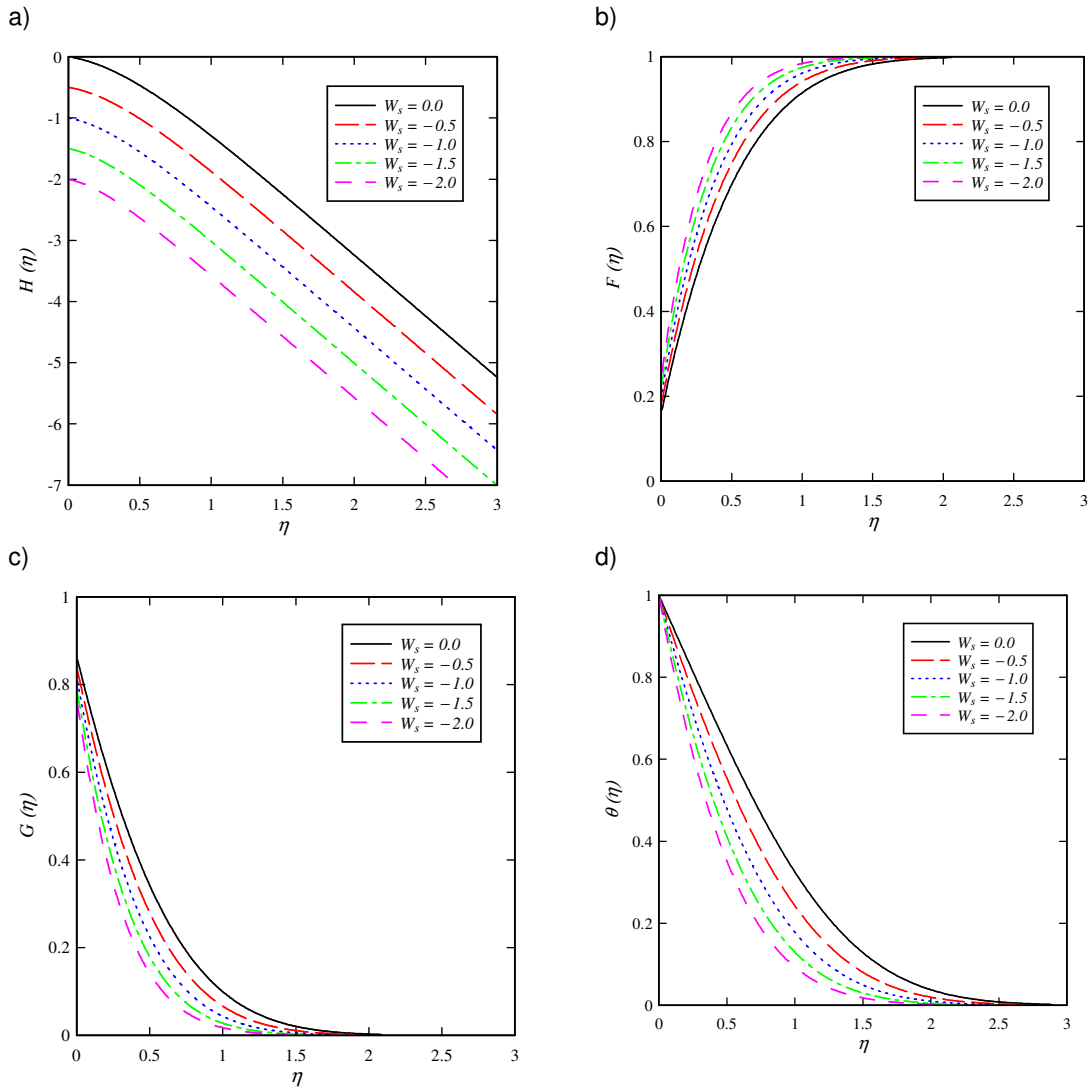 a)
0
-1
-2
-3
-4
-5
-6
-7
H (η)
W_s = 0.0
W_s = −0.5
W_s = −1.0
W_s = −1.5
W_s = −2.0
0 0.5 1 1.5 2 2.5 3
η
b)
1
0.8
0.6
0.4
0.2
0
F (η)
W_s = 0.0
W_s = −0.5
W_s = −1.0
W_s = −1.5
W_s = −2.0
0 0.5 1 1.5 2 2.5 3
η
c)
1
0.8
0.6
0.4
0.2
0
G (η)
W_s = 0.0
W_s = −0.5
W_s = −1.0
W_s = −1.5
W_s = −2.0
0 0.5 1 1.5 2 2.5 3
η
d)
1
0.8
0.6
0.4
0.2
0
θ (η)
W_s = 0.0
W_s = −0.5
W_s = −1.0
W_s = −1.5
W_s = −2.0
0 0.5 1 1.5 2 2.5 3
η